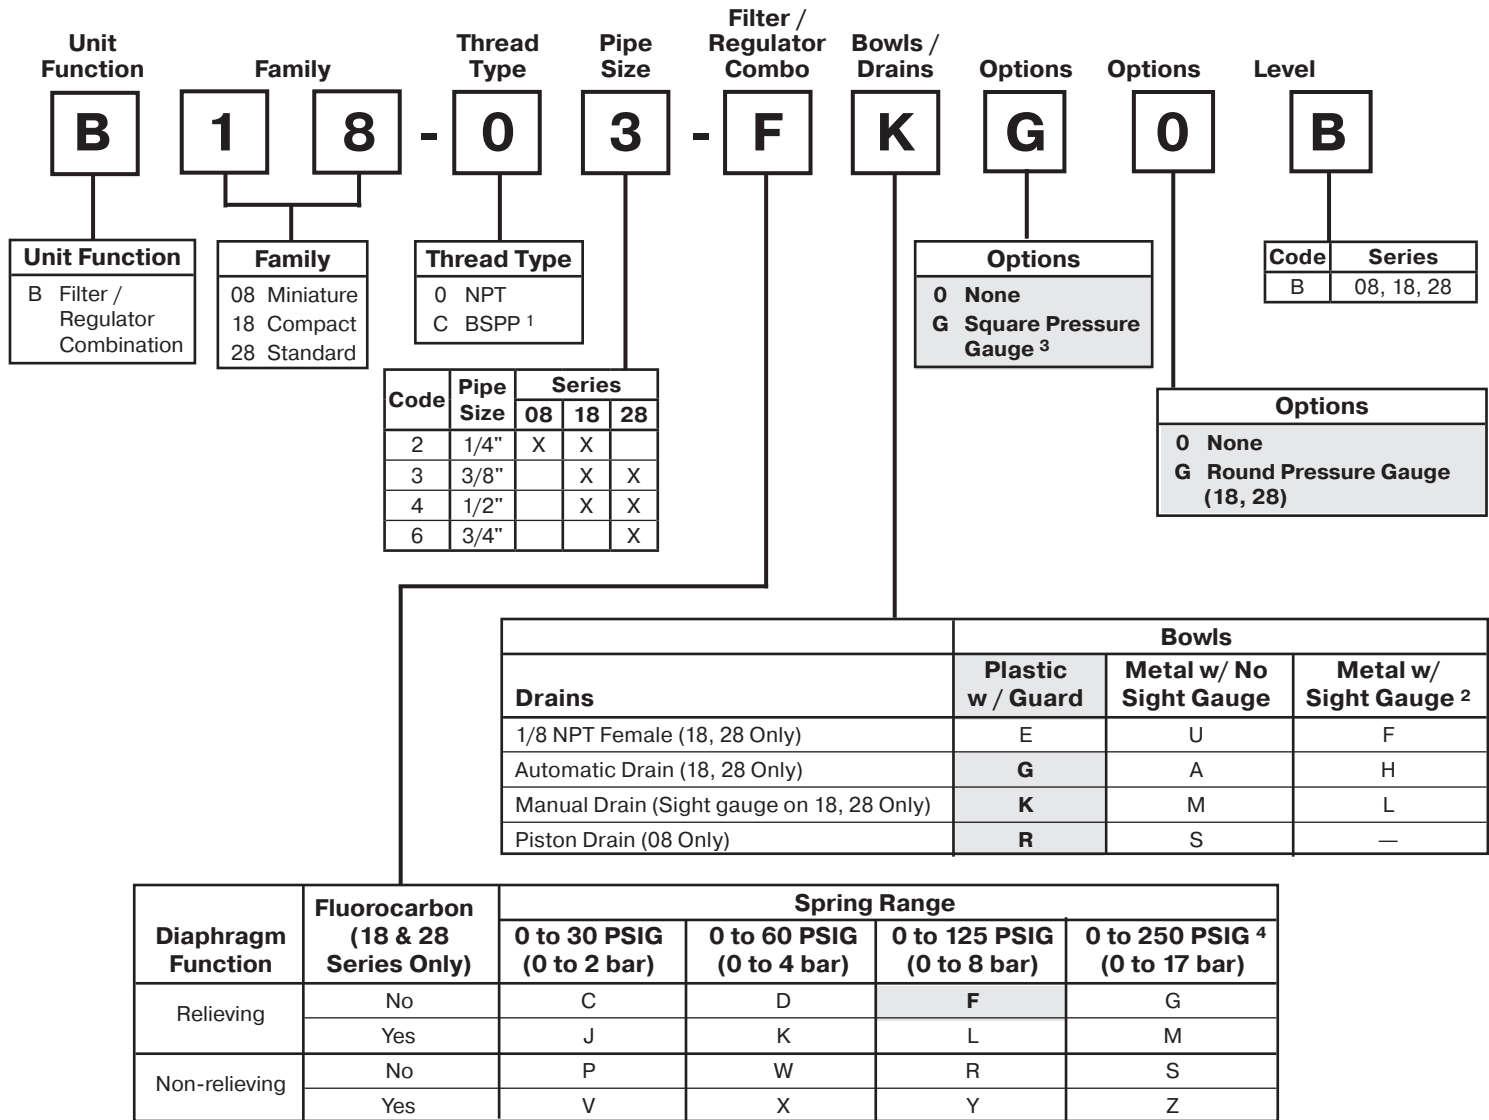 Unit Function
Family
Thread Type
Pipe Size
Filter / Regulator Combo
Bowls / Drains
Options
Options
Level
B 1 8 - 0 3 - F K G 0 B
Unit Function
B Filter / Regulator Combination
Family
08 Miniature
18 Compact
28 Standard
Thread Type
0 NPT
C BSPP 1
Options
0 None
G Square Pressure Gauge 3
Code Series
B 08, 18, 28
Code Pipe Size Series
08 18 28
2 1/4" X X
3 3/8" X X
4 1/2" X X
6 3/4" X
Options
0 None
G Round Pressure Gauge (18, 28)
Bowls
Drains Plastic w / Guard Metal w/ No Sight Gauge Metal w/ Sight Gauge 2
1/8 NPT Female (18, 28 Only) E U F
Automatic Drain (18, 28 Only) G A H
Manual Drain (Sight gauge on 18, 28 Only) K M L
Piston Drain (08 Only) R S —
Diaphragm Function Fluorocarbon (18 & 28 Series Only) Spring Range
0 to 30 PSIG (0 to 2 bar) 0 to 60 PSIG (0 to 4 bar) 0 to 125 PSIG (0 to 8 bar) 0 to 250 PSIG 4 (0 to 17 bar)
Relieving No C D F G
Yes J K L M
Non-relieving No P W R S
Yes V X Y Z